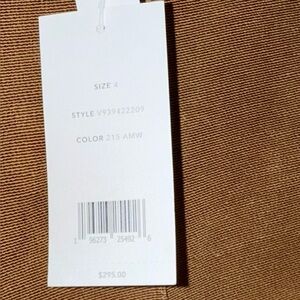 SIZE 4
STYLE V939422209
COLOR 215 AMW
1 96273 25492 6
$295.00